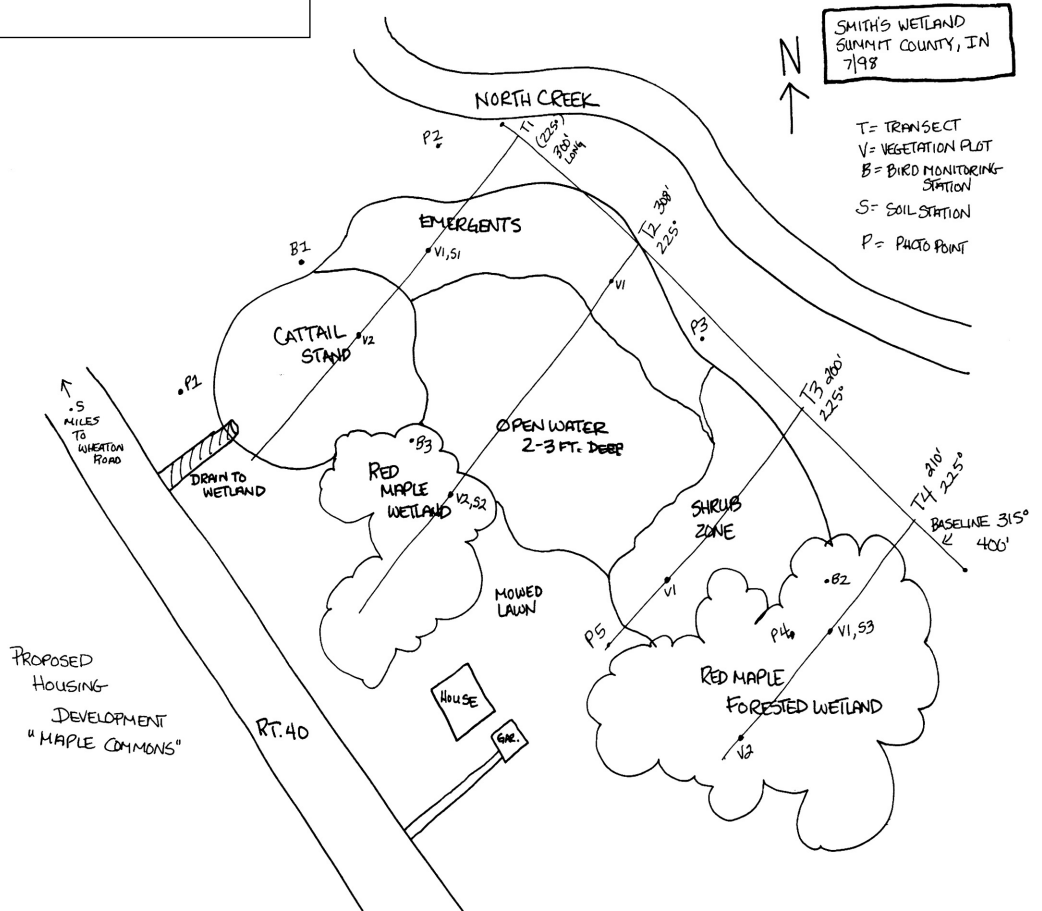 SMITH'S WETLAND
SUMMIT COUNTY, IN
7/98
N
NORTH CREEK
T1
(225°)
300'
LONG
P2
T = TRANSECT
V = VEGETATION PLOT
B = BIRD MONITORING
STATION
S = SOIL STATION
P = PHOTO POINT
T2 308'
225°
EMERGENTS
B1
V1,S1
V1
CATTAIL
STAND
V2
P3
P1
T3 200'
225°
.5
MILES
TO
WHEATON
ROAD
OPEN WATER
2-3 FT. DEEP
B3
DRAIN TO
WETLAND
RED
MAPLE
WETLAND
V2,S2
T4 210'
225°
SHRUB
ZONE
BASELINE 315°
400'
V1
B2
MOWED
LAWN
P5
P4
V1,S3
PROPOSED
HOUSING
DEVELOPMENT
"MAPLE COMMONS"
RED MAPLE
FORESTED WETLAND
HOUSE
RT. 40
GAR.
V2